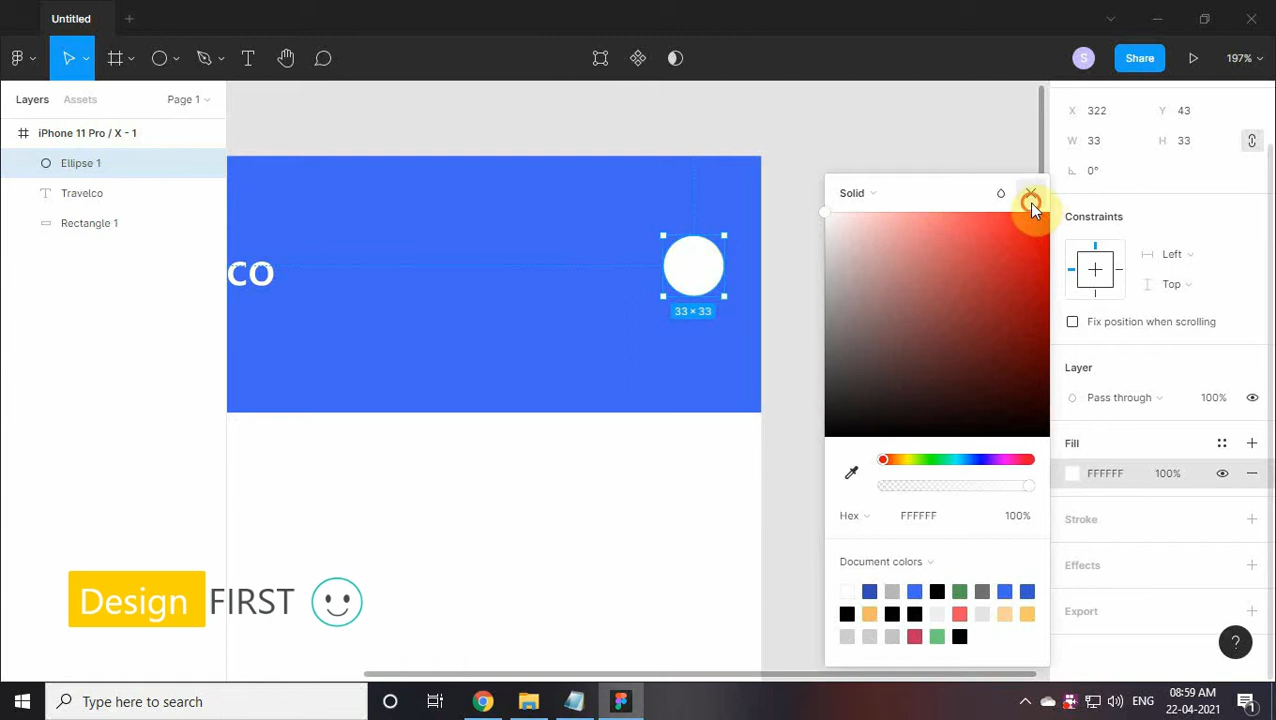 Untitled
Share
197%
Layers
Assets
Page 1
iPhone 11 Pro / X - 1
Ellipse 1
Travelco
Rectangle 1
co
33 × 33
Solid
Hex
FFFFFF
100%
Document colors
X
322
Y
43
W
33
H
33
0°
Constraints
Left
Top
Fix position when scrolling
Layer
Pass through
100%
Fill
FFFFFF
100%
Stroke
Effects
Export
?
S
Design FIRST
Type here to search
ENG
08:59 AM
22-04-2021
1